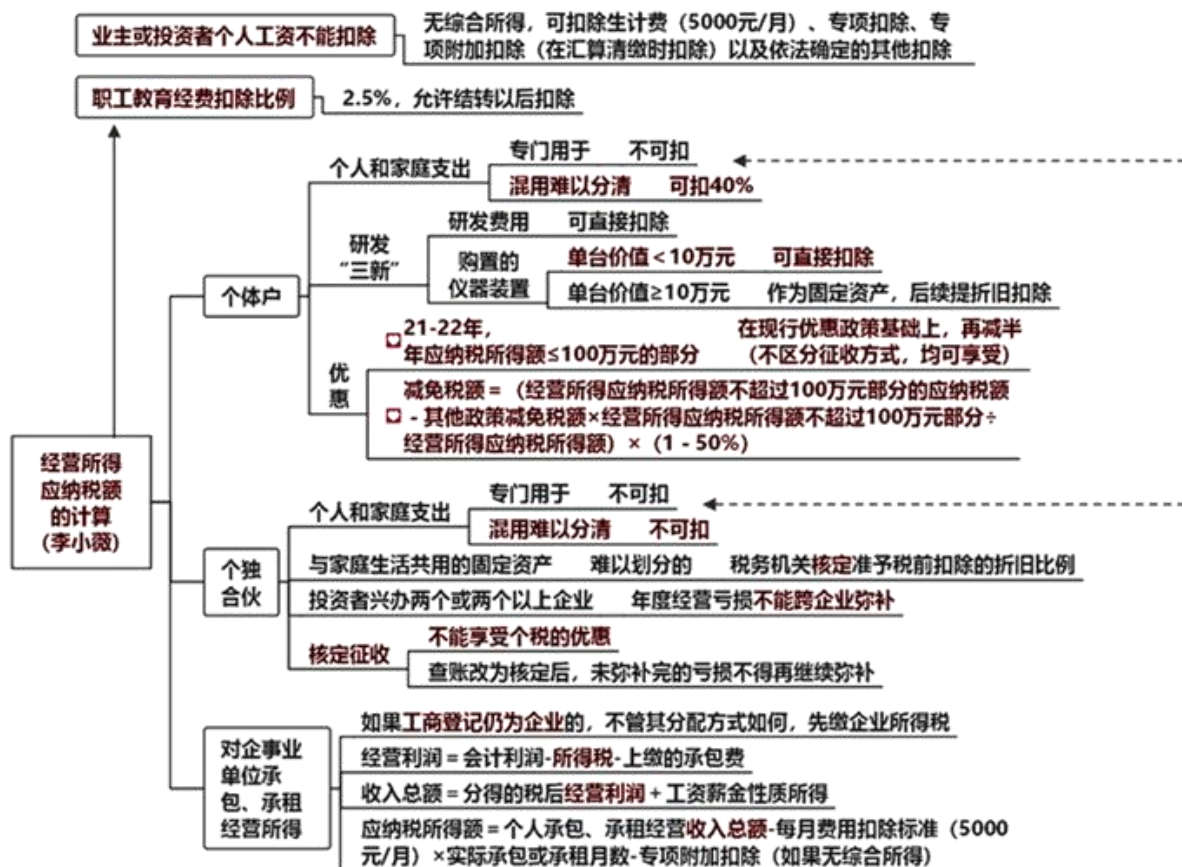 业主或投资者个人工资不能扣除
无综合所得，可扣除生计费（5000元/月）、专项扣除、专
项附加扣除（在汇算清缴时扣除）以及依法确定的其他扣除
职工教育经费扣除比例
2.5%，允许结转以后扣除
经营所得
应纳税额
的计算
（李小薇）
个体户
个人和家庭支出
专门用于 不可扣
混用难以分清 可扣40%
研发
“三新”
研发费用 可直接扣除
购置的
仪器装置
单台价值＜10万元 可直接扣除
单台价值≥10万元 作为固定资产，后续提折旧扣除
优
惠
21-22年， 在现行优惠政策基础上，再减半
年应纳税所得额≤100万元的部分 （不区分征收方式，均可享受）
减免税额＝（经营所得应纳税所得额不超过100万元部分的应纳税额
- 其他政策减免税额×经营所得应纳税所得额不超过100万元部分÷
经营所得应纳税所得额）×（1 - 50%）
个独
合伙
个人和家庭支出
专门用于 不可扣
混用难以分清 不可扣
与家庭生活共用的固定资产 难以划分的 税务机关核定准予税前扣除的折旧比例
投资者兴办两个或两个以上企业 年度经营亏损不能跨企业弥补
核定征收
不能享受个税的优惠
查账改为核定后，未弥补完的亏损不得再继续弥补
对企事业
单位承
包、承租
经营所得
如果工商登记仍为企业的，不管其分配方式如何，先缴企业所得税
经营利润＝会计利润-所得税-上缴的承包费
收入总额＝分得的税后经营利润＋工资薪金性质所得
应纳税所得额＝个人承包、承租经营收入总额-每月费用扣除标准（5000
元/月）×实际承包或承租月数-专项附加扣除（如果无综合所得）